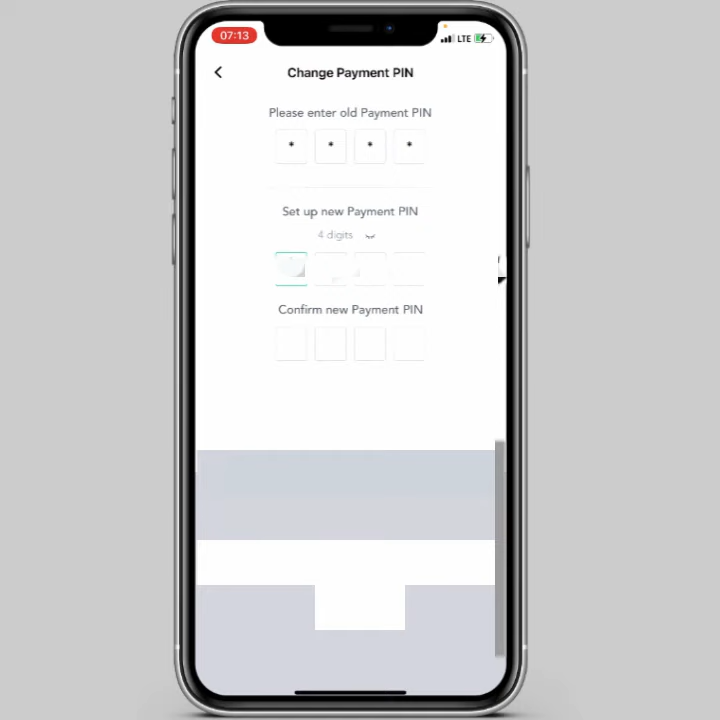 07:13
LTE
Change Payment PIN
Please enter old Payment PIN
* * * *
Set up new Payment PIN
4 digits
Confirm new Payment PIN